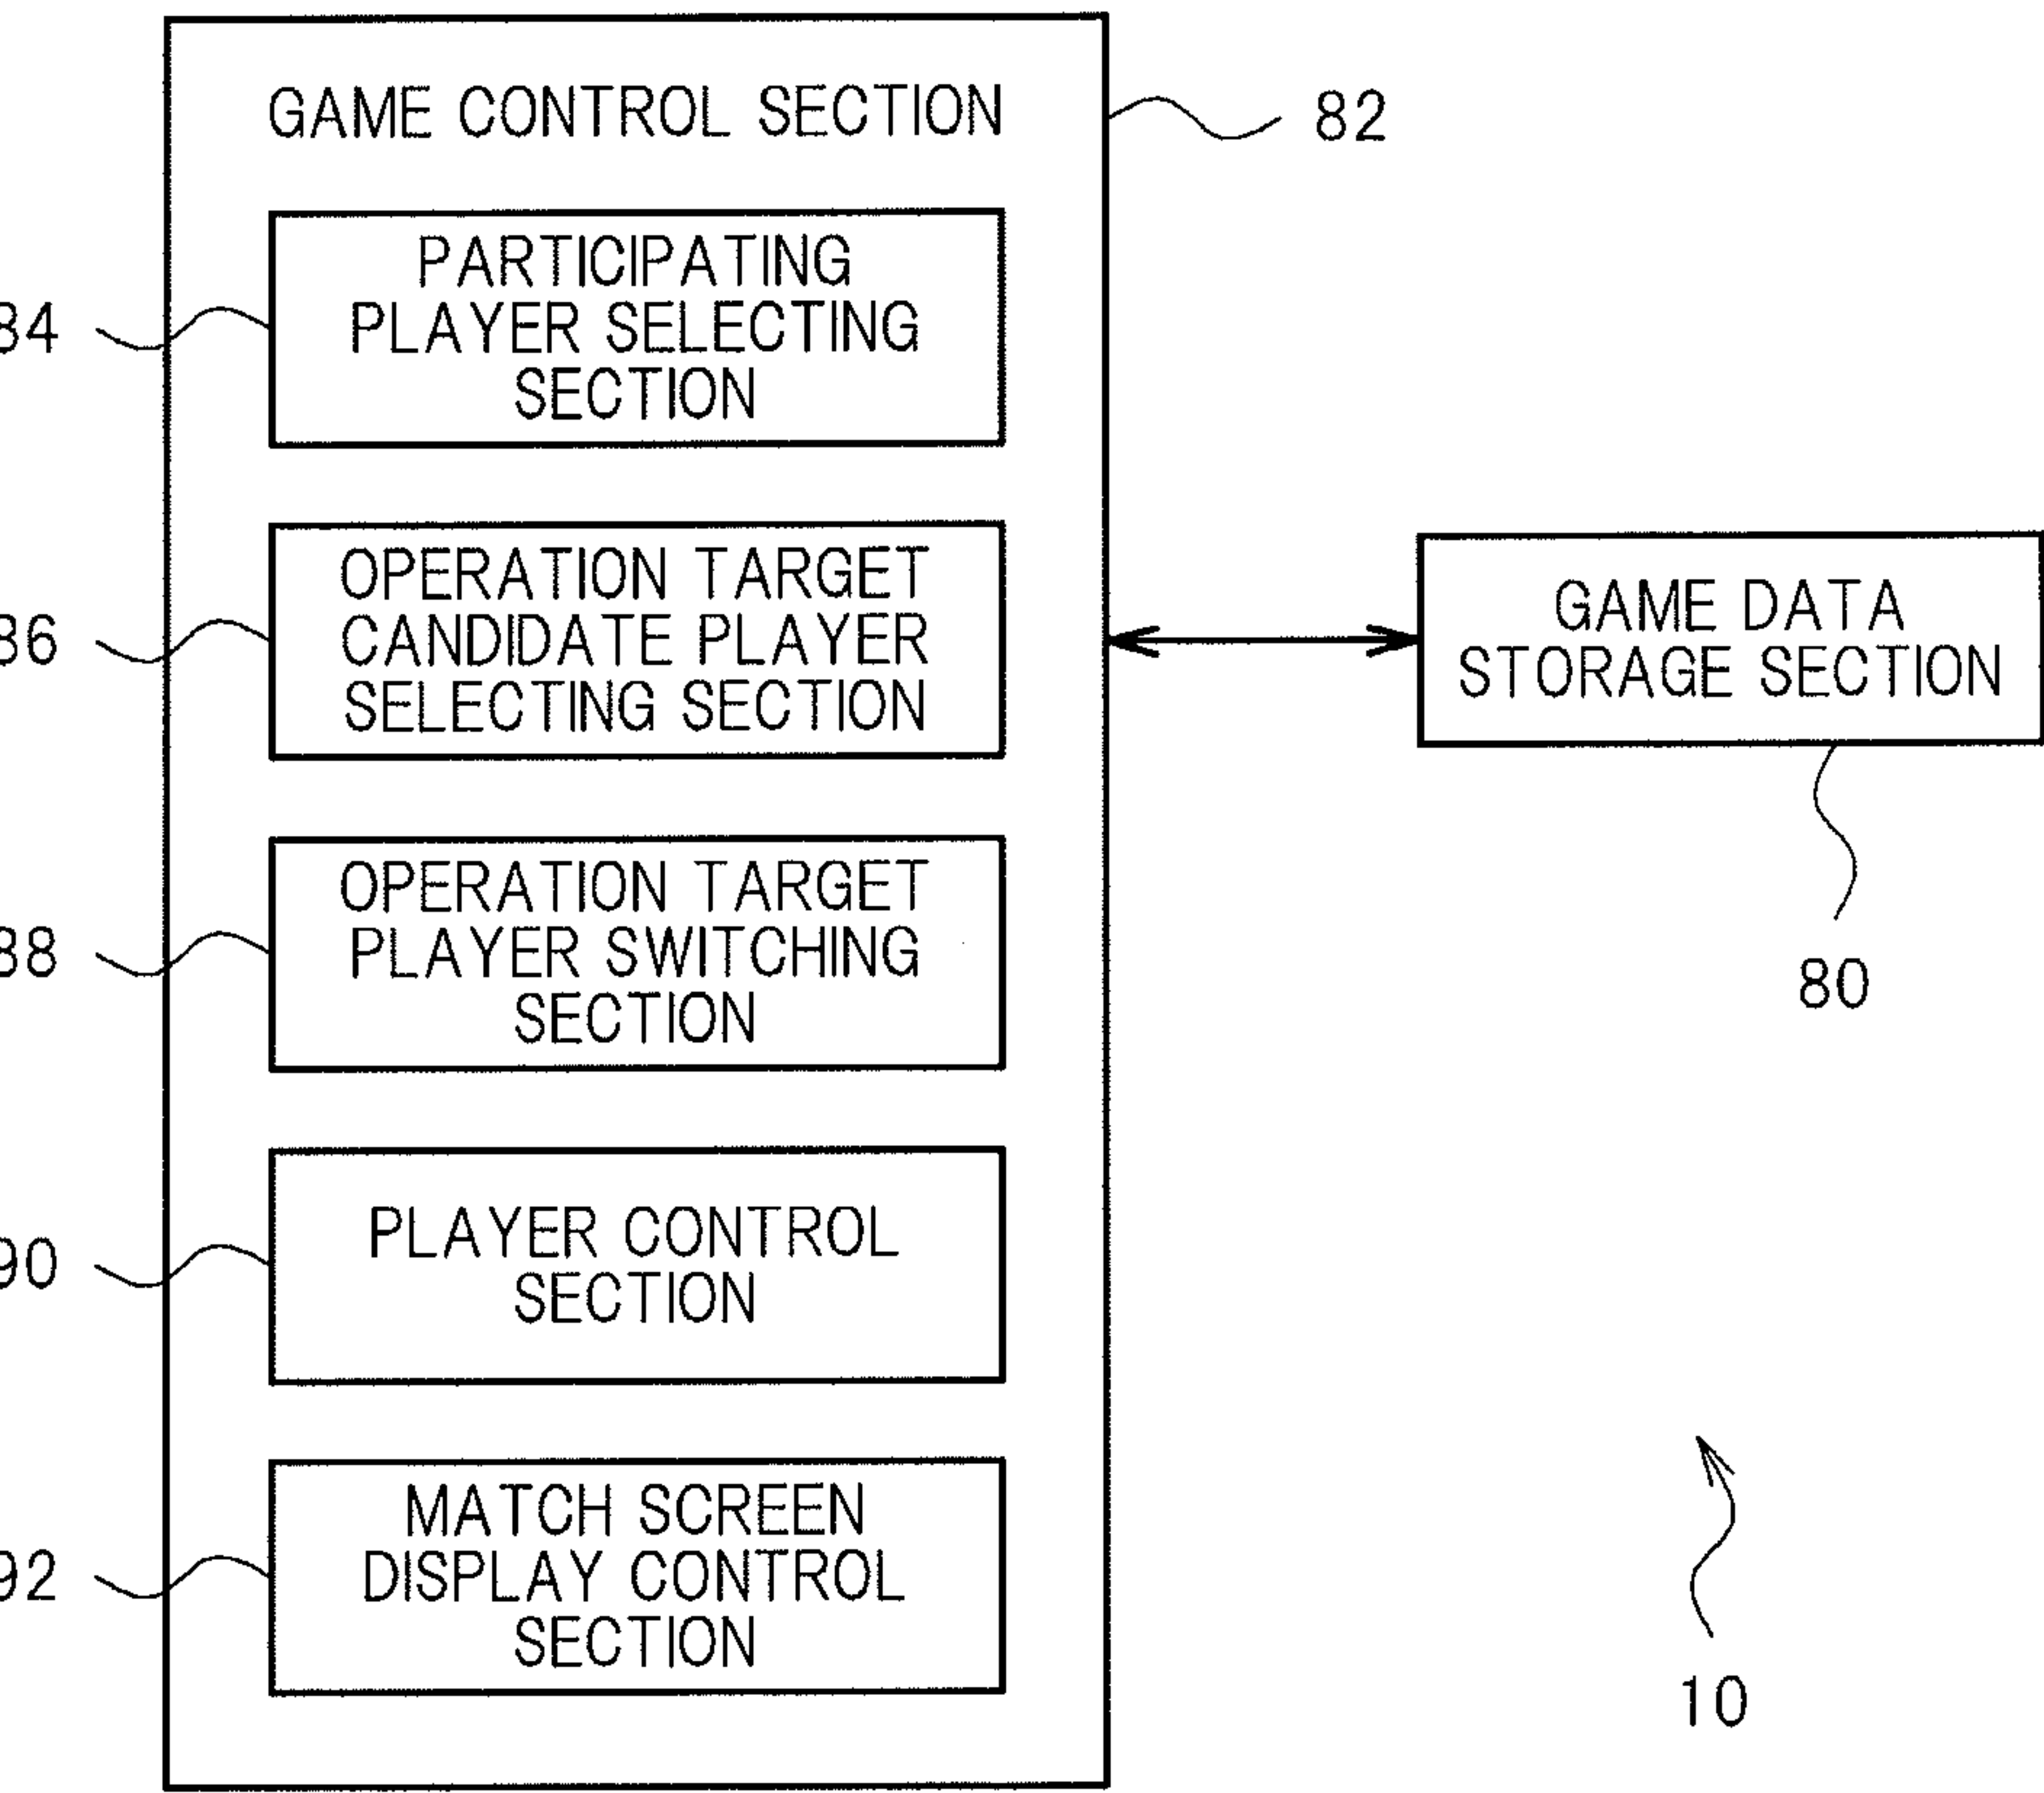 GAME CONTROL SECTION
82
PARTICIPATING
PLAYER SELECTING
SECTION
84
OPERATION TARGET
CANDIDATE PLAYER
SELECTING SECTION
86
GAME DATA
STORAGE SECTION
80
OPERATION TARGET
PLAYER SWITCHING
SECTION
88
PLAYER CONTROL
SECTION
90
MATCH SCREEN
DISPLAY CONTROL
SECTION
92
10